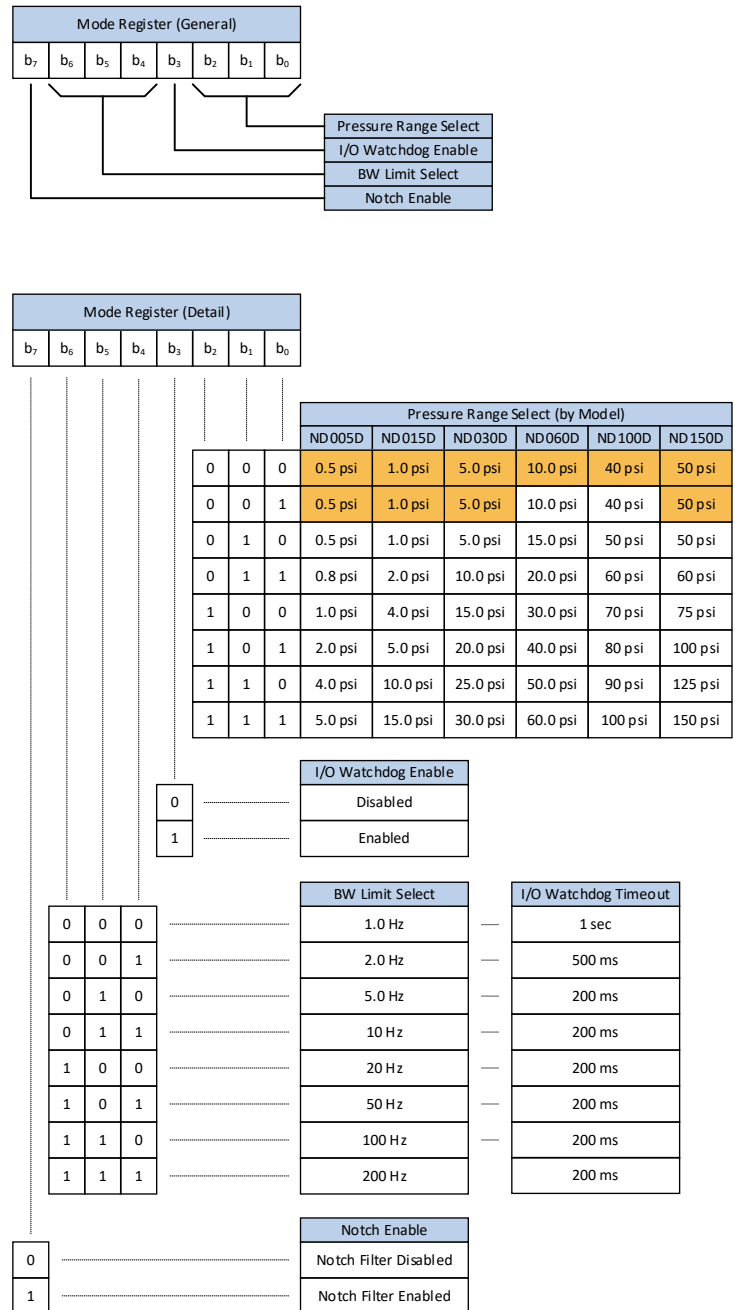 Mode Register (General)
b₇ b₆ b₅ b₄ b₃ b₂ b₁ b₀
Pressure Range Select
I/O Watchdog Enable
BW Limit Select
Notch Enable
Mode Register (Detail)
b₇ b₆ b₅ b₄ b₃ b₂ b₁ b₀
Pressure Range Select (by Model)
ND005D ND015D ND030D ND060D ND100D ND150D
0 0 0 0.5 psi 1.0 psi 5.0 psi 10.0 psi 40 psi 50 psi
0 0 1 0.5 psi 1.0 psi 5.0 psi 10.0 psi 40 psi 50 psi
0 1 0 0.5 psi 1.0 psi 5.0 psi 15.0 psi 50 psi 50 psi
0 1 1 0.8 psi 2.0 psi 10.0 psi 20.0 psi 60 psi 60 psi
1 0 0 1.0 psi 4.0 psi 15.0 psi 30.0 psi 70 psi 75 psi
1 0 1 2.0 psi 5.0 psi 20.0 psi 40.0 psi 80 psi 100 psi
1 1 0 4.0 psi 10.0 psi 25.0 psi 50.0 psi 90 psi 125 psi
1 1 1 5.0 psi 15.0 psi 30.0 psi 60.0 psi 100 psi 150 psi
I/O Watchdog Enable
0 Disabled
1 Enabled
BW Limit Select I/O Watchdog Timeout
0 0 0 1.0 Hz 1 sec
0 0 1 2.0 Hz 500 ms
0 1 0 5.0 Hz 200 ms
0 1 1 10 Hz 200 ms
1 0 0 20 Hz 200 ms
1 0 1 50 Hz 200 ms
1 1 0 100 Hz 200 ms
1 1 1 200 Hz 200 ms
Notch Enable
0 Notch Filter Disabled
1 Notch Filter Enabled